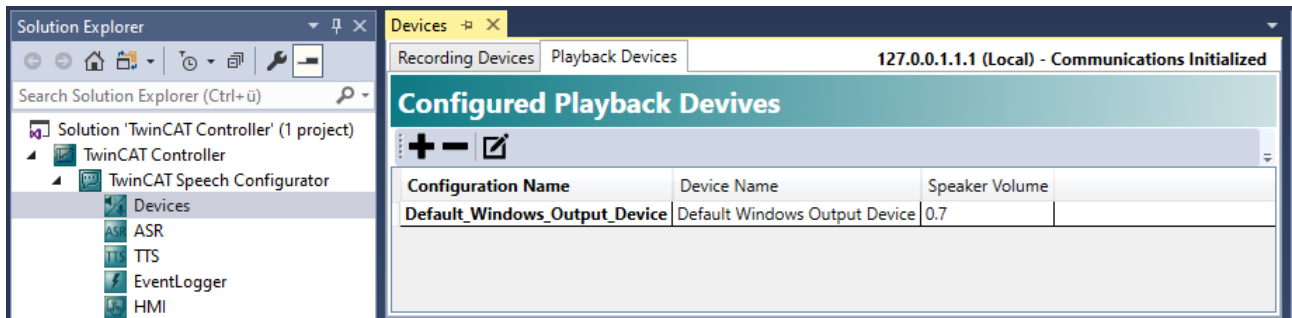 Solution Explorer
Search Solution Explorer (Ctrl+ü)
Solution 'TwinCAT Controller' (1 project)
TwinCAT Controller
TwinCAT Speech Configurator
Devices
ASR ASR
TTS TTS
EventLogger
HMI
Devices
Recording Devices Playback Devices 127.0.0.1.1.1 (Local) - Communications Initialized
Configured Playback Devives
Configuration Name Device Name Speaker Volume
Default_Windows_Output_Device Default Windows Output Device 0.7